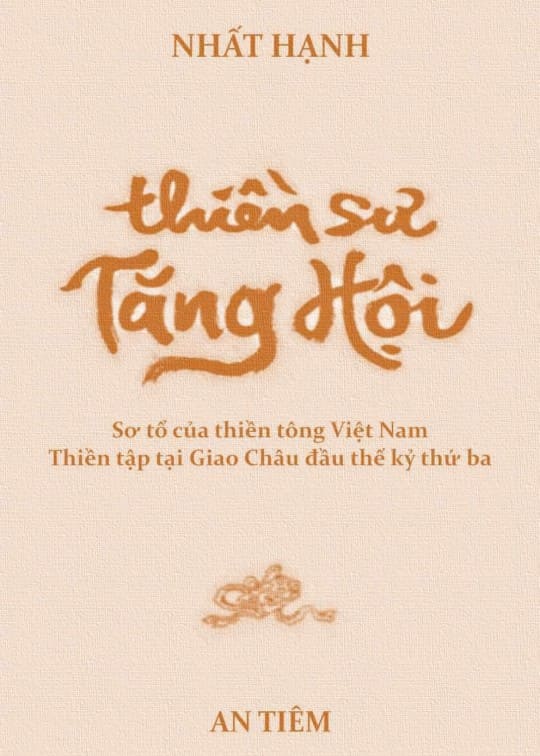 NHẤT HẠNH
thiền sư
Tăng Hội
Sơ tổ của thiền tông Việt Nam
Thiền tập tại Giao Châu đầu thế kỷ thứ ba
AN TIÊM